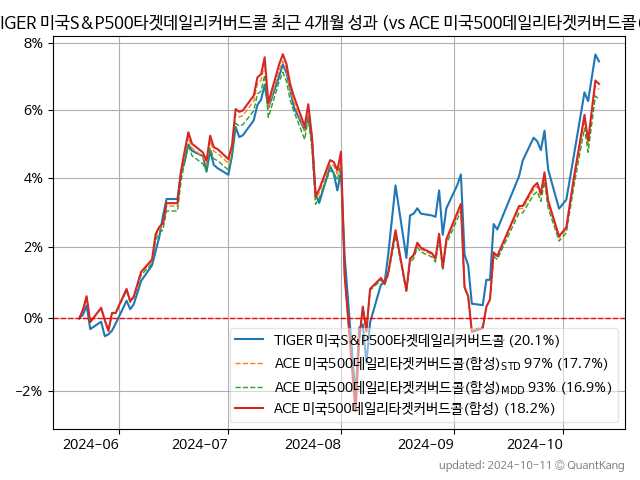 TIGER 미국S&P500타겟데일리커버드콜 최근 4개월 성과 (vs ACE 미국500데일리타겟커버드콜(
8%
6%
4%
2%
0%
−2%
TIGER 미국S&P500타겟데일리커버드콜 (20.1%)
ACE 미국500데일리타겟커버드콜(합성)STD 97% (17.7%)
ACE 미국500데일리타겟커버드콜(합성)MDD 93% (16.9%)
ACE 미국500데일리타겟커버드콜(합성) (18.2%)
2024-06 2024-07 2024-08 2024-09 2024-10
updated: 2024-10-11 © QuantKang